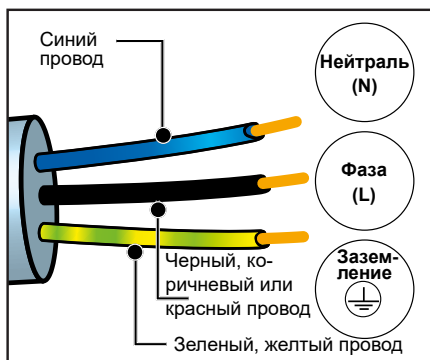 Синий
провод
Нейтраль
(N)
Фаза
(L)
Зазем-
ление
Черный, ко-
ричневый или
красный провод
Зеленый, желтый провод